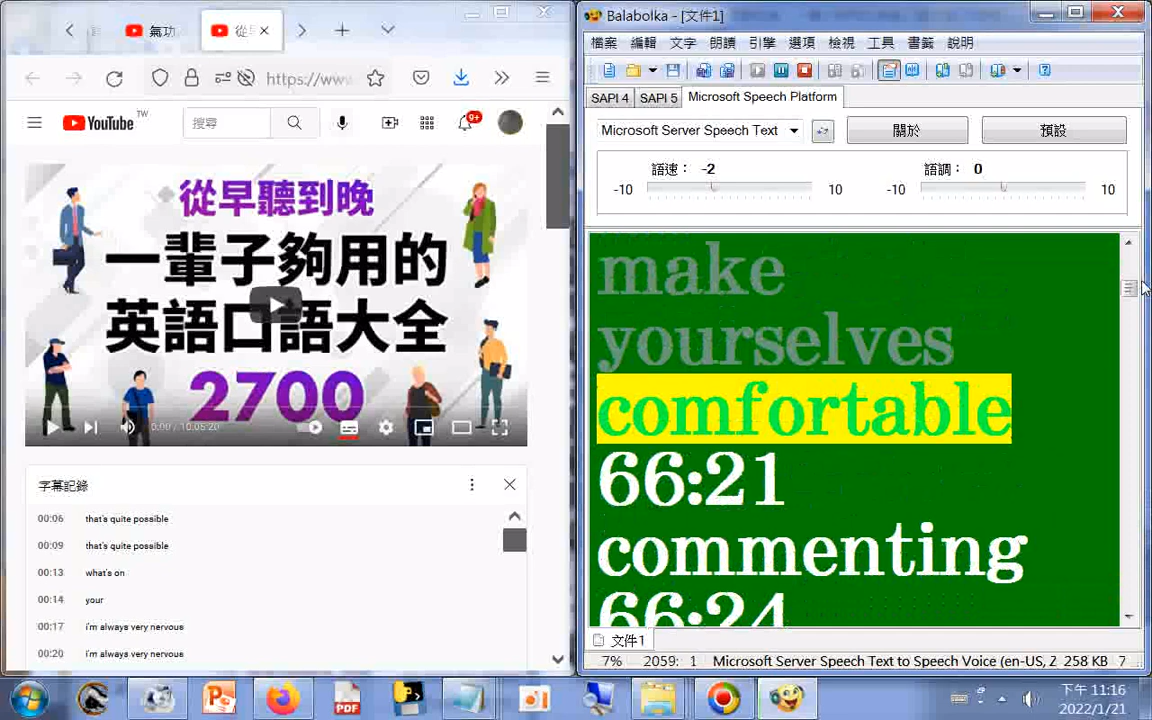 氣功
從
https://www
YouTube TW
搜尋
9+
從早聽到晚
一輩子夠用的
英語口語大全
2700
0:00 / 10:05:20
字幕記錄
00:06 that's quite possible
00:09 that's quite possible
00:13 what's on
00:14 your
00:17 i'm always very nervous
00:20 i'm always very nervous
Balabolka - [文件1]
檔案 編輯 文字 朗讀 引擎 選項 檢視 工具 書籤 說明
SAPI 4 SAPI 5 Microsoft Speech Platform
Microsoft Server Speech Text 關於 預設
語速： -2 語調： 0
-10 10 -10 10
make
yourselves
comfortable
66:21
commenting
66:24
文件1
7% 2059: 1 Microsoft Server Speech Text to Speech Voice (en-US, 2 258 KB 7
PDF
下午 11:16
2022/1/21